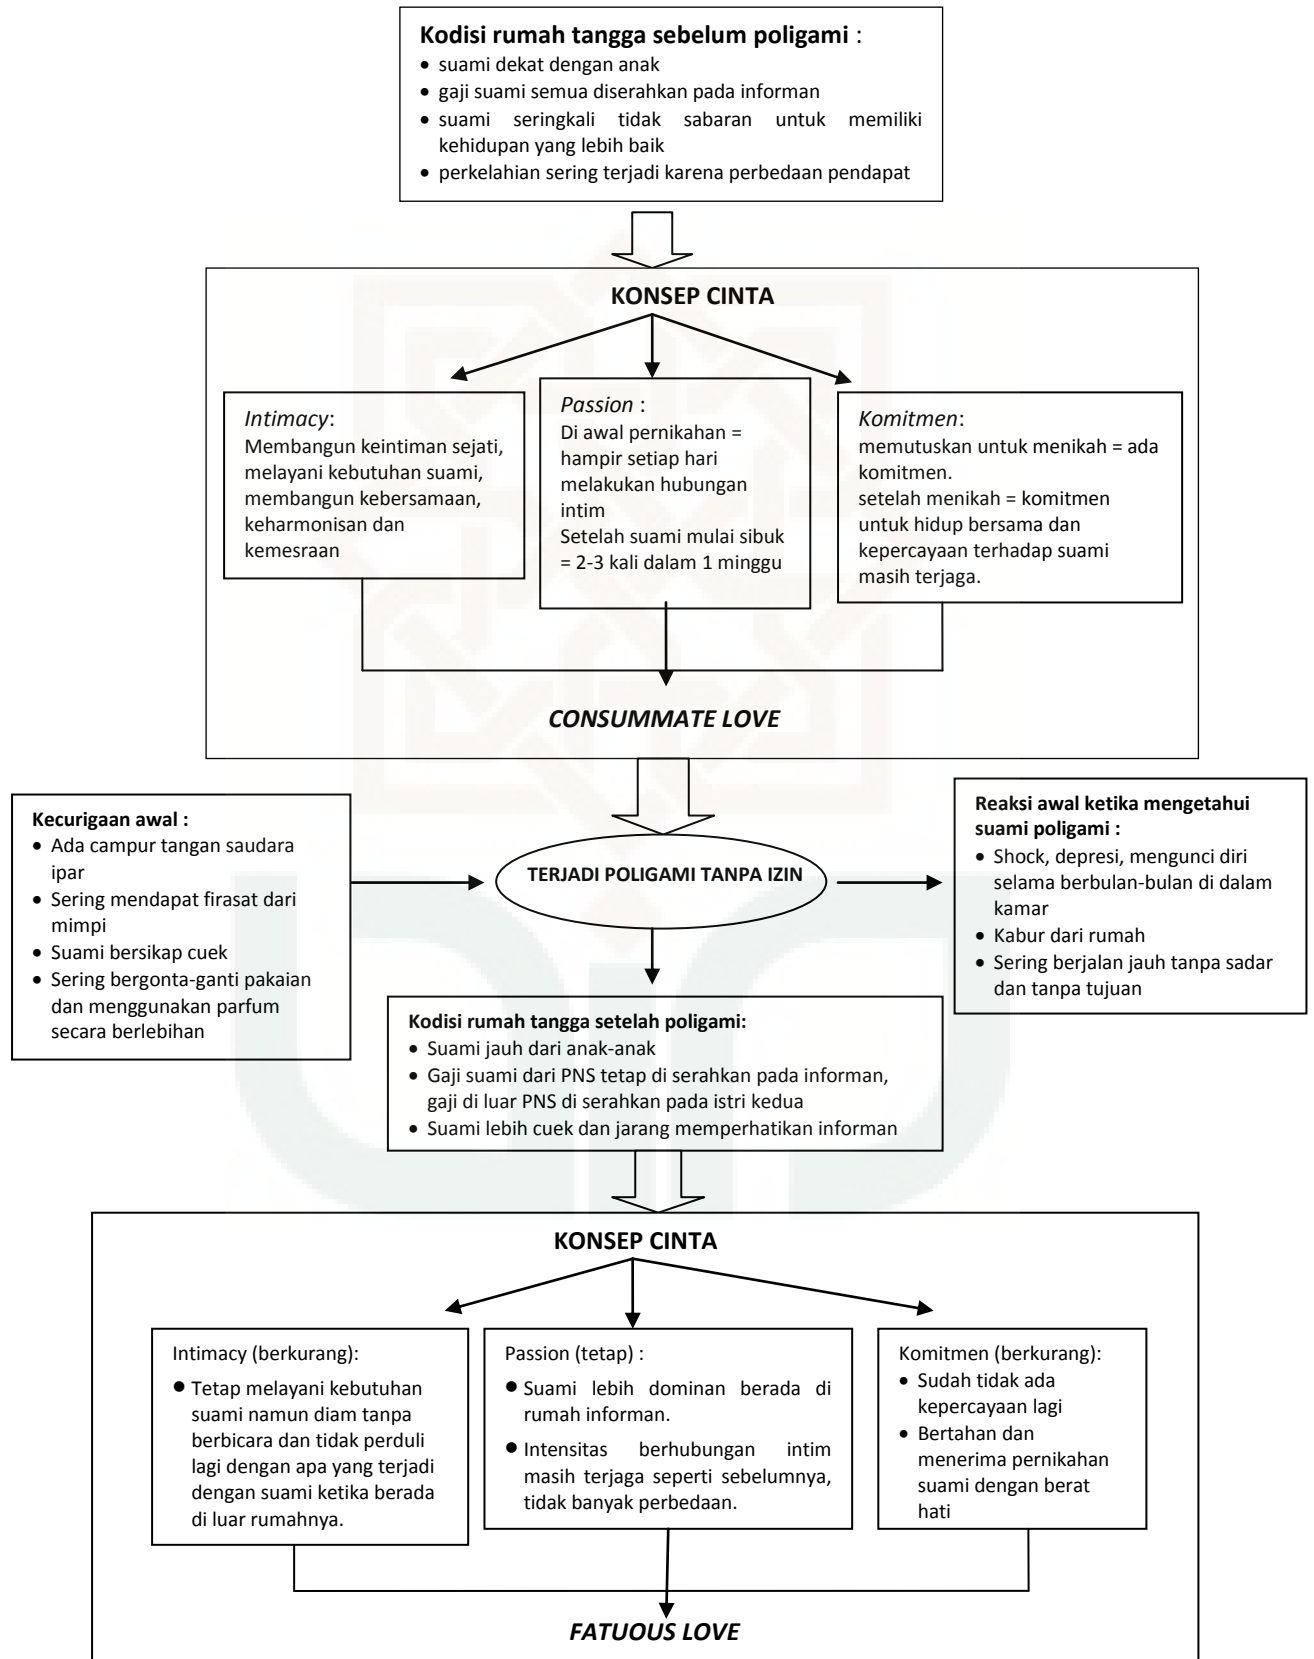 Kodisi rumah tangga sebelum poligami :
• suami dekat dengan anak
• gaji suami semua diserahkan pada informan
• suami seringkali tidak sabaran untuk memiliki
kehidupan yang lebih baik
• perkelahian sering terjadi karena perbedaan pendapat
KONSEP CINTA
Intimacy:
Membangun keintiman sejati,
melayani kebutuhan suami,
membangun kebersamaan,
keharmonisan dan
kemesraan
Passion :
Di awal pernikahan =
hampir setiap hari
melakukan hubungan
intim
Setelah suami mulai sibuk
= 2-3 kali dalam 1 minggu
Komitmen:
memutuskan untuk menikah = ada
komitmen.
setelah menikah = komitmen
untuk hidup bersama dan
kepercayaan terhadap suami
masih terjaga.
CONSUMMATE LOVE
Kecurigaan awal :
• Ada campur tangan saudara
ipar
• Sering mendapat firasat dari
mimpi
• Suami bersikap cuek
• Sering bergonta-ganti pakaian
dan menggunakan parfum
secara berlebihan
TERJADI POLIGAMI TANPA IZIN
Reaksi awal ketika mengetahui
suami poligami :
• Shock, depresi, mengunci diri
selama berbulan-bulan di dalam
kamar
• Kabur dari rumah
• Sering berjalan jauh tanpa sadar
dan tanpa tujuan
Kodisi rumah tangga setelah poligami:
• Suami jauh dari anak-anak
• Gaji suami dari PNS tetap di serahkan pada informan,
gaji di luar PNS di serahkan pada istri kedua
• Suami lebih cuek dan jarang memperhatikan informan
KONSEP CINTA
Intimacy (berkurang):
• Tetap melayani kebutuhan
suami namun diam tanpa
berbicara dan tidak perduli
lagi dengan apa yang terjadi
dengan suami ketika berada
di luar rumahnya.
Passion (tetap) :
• Suami lebih dominan berada di
rumah informan.
• Intensitas berhubungan intim
masih terjaga seperti sebelumnya,
tidak banyak perbedaan.
Komitmen (berkurang):
• Sudah tidak ada
kepercayaan lagi
• Bertahan dan
menerima pernikahan
suami dengan berat
hati
FATUOUS LOVE